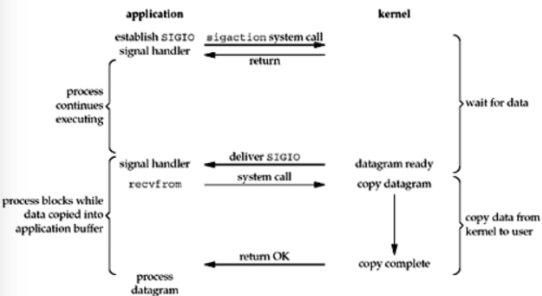 application kernel
establish SIGIO sigaction system call
signal handler return
process
continues
executing
wait for data
deliver SIGIO
signal handler datagram ready
system call
recvfrom copy datagram
process blocks while
data copied into
application buffer
copy data from
kernel to user
return OK
copy complete
process
datagram